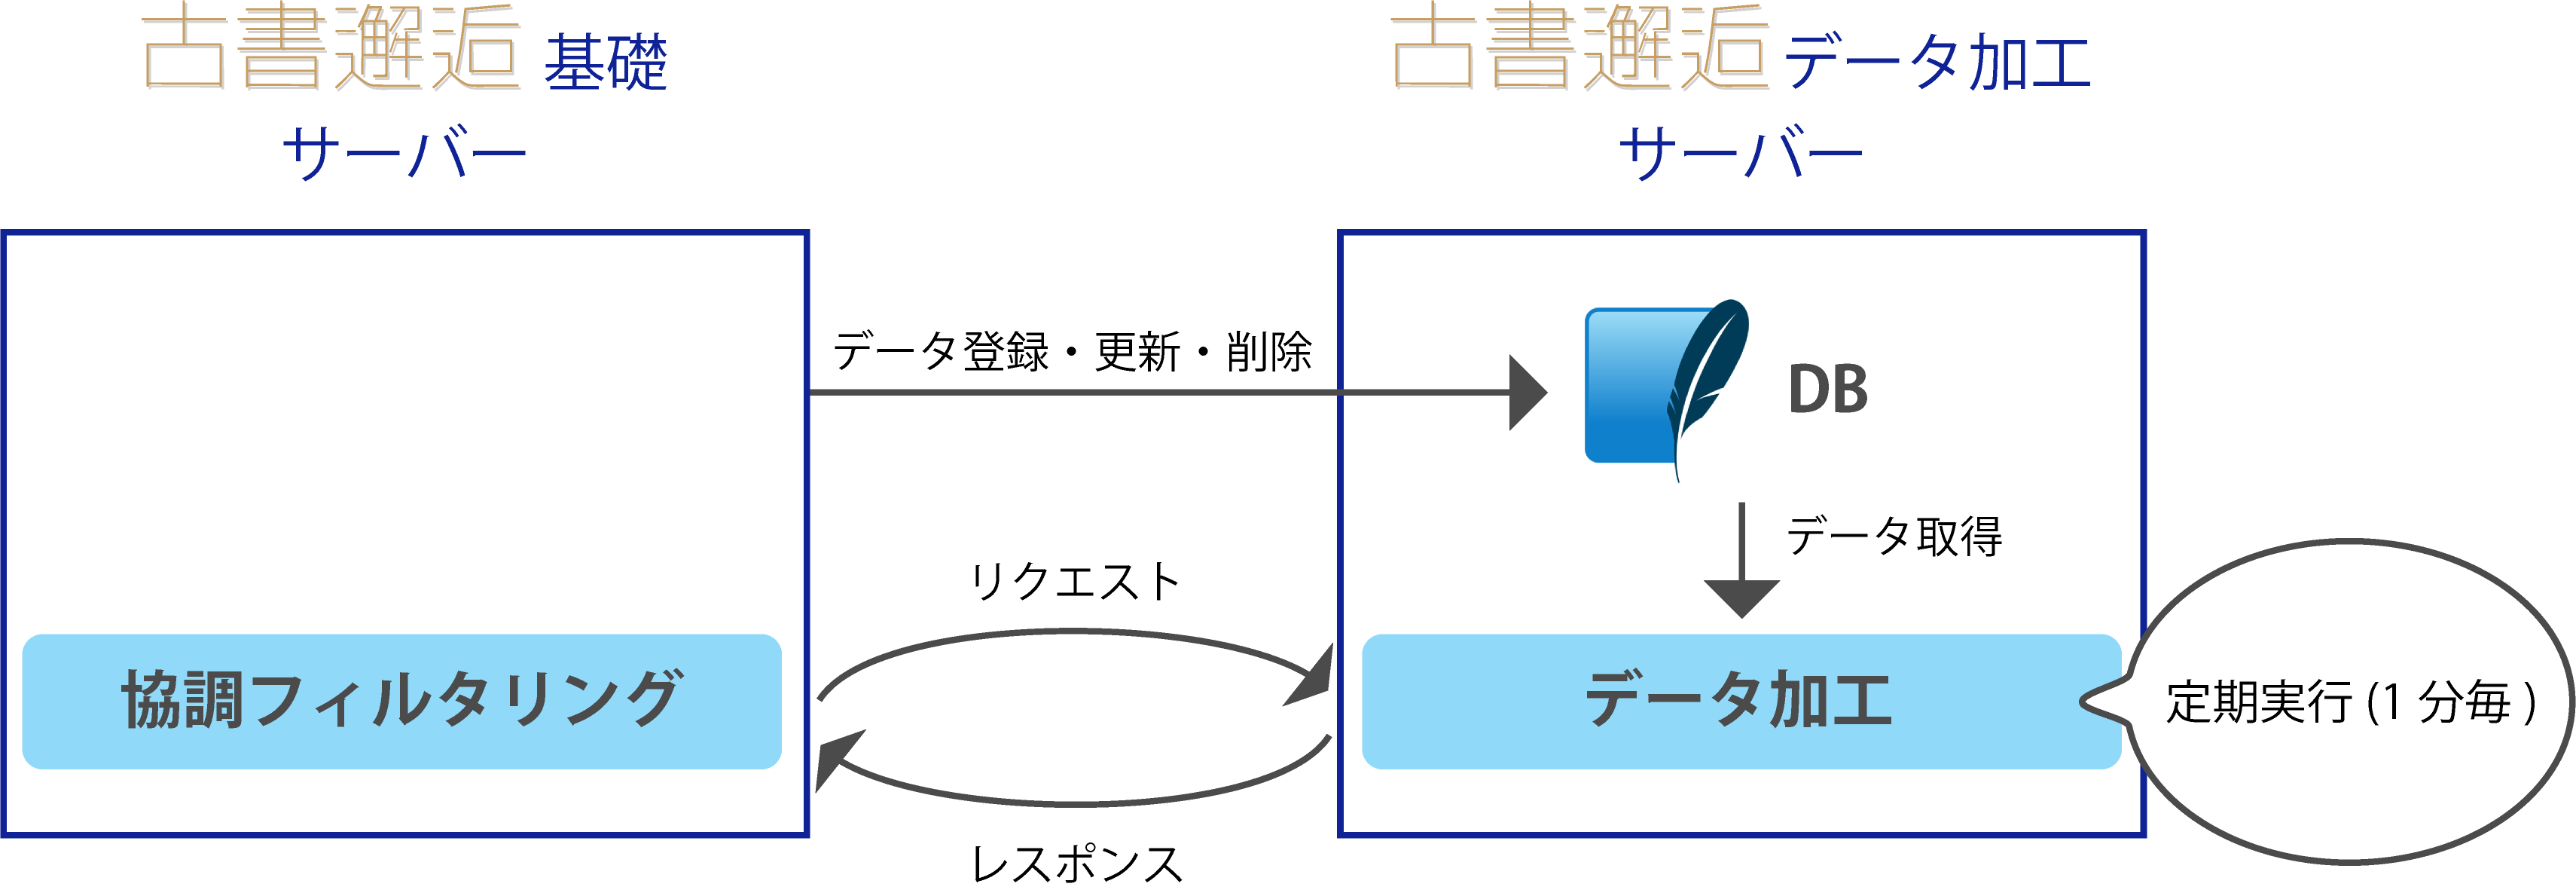 古書邂逅 基礎
サーバー
古書邂逅 データ加工
サーバー
データ登録・更新・削除
DB
データ取得
リクエスト
協調フィルタリング
データ加工
定期実行 (1 分毎 )
レスポンス